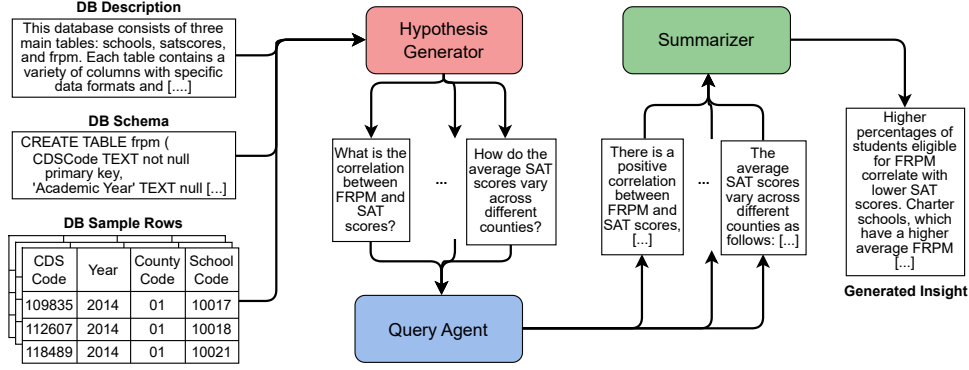 DB Description
This database consists of three
main tables: schools, satscores,
and frpm. Each table contains a
variety of columns with specific
data formats and [....]
DB Schema
CREATE TABLE frpm (
CDSCode TEXT not null
primary key,
'Academic Year' TEXT null [...]
DB Sample Rows
CDS Code Year County Code School Code
109835 2014 01 10017
112607 2014 01 10018
118489 2014 01 10021
Hypothesis
Generator
What is the
correlation
between
FRPM and
SAT
scores?
...
How do the
average SAT
scores vary
across
different
counties?
Query Agent
Summarizer
There is a
positive
correlation
between
FRPM and
SAT scores,
[...]
...
The
average
SAT scores
vary across
different
counties as
follows: [...]
Higher
percentages of
students eligible
for FRPM
correlate with
lower SAT
scores. Charter
schools, which
have a higher
average FRPM
[...]
Generated Insight